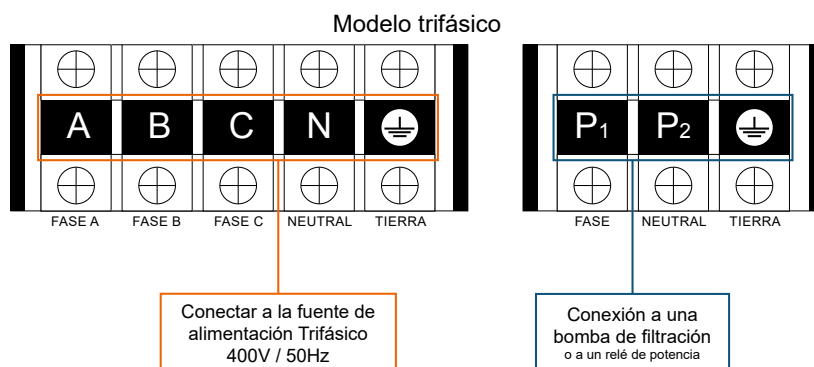 Modelo trifásico
A B C N
P1 P2
FASE A FASE B FASE C NEUTRAL TIERRA
FASE NEUTRAL TIERRA
Conectar a la fuente de
alimentación Trifásico
400V / 50Hz
Conexión a una
bomba de filtración
o a un relé de potencia